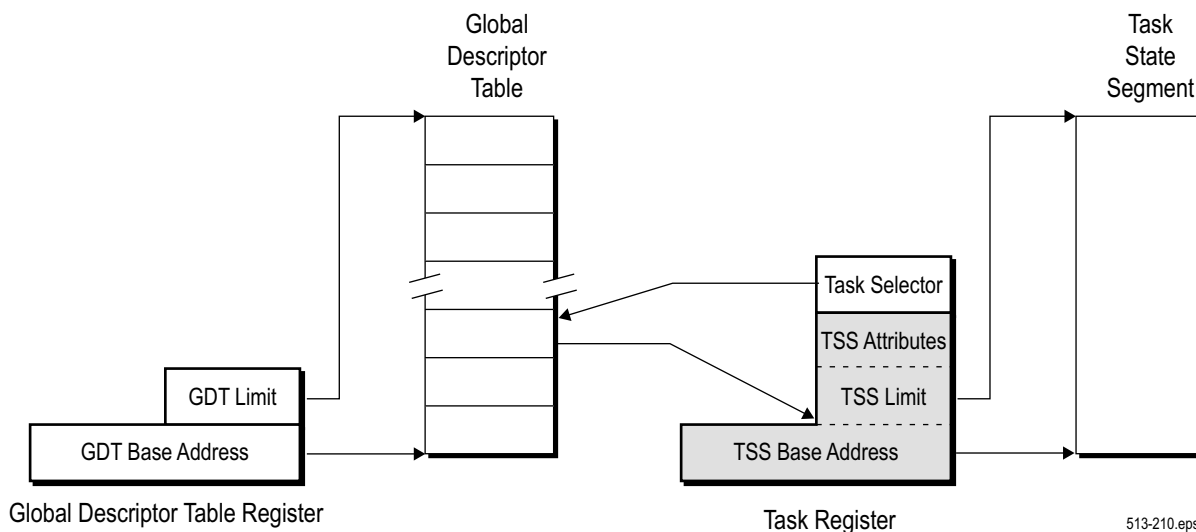 Global
Descriptor
Table
Task
State
Segment
Task Selector
TSS Attributes
GDT Limit
TSS Limit
GDT Base Address
TSS Base Address
Global Descriptor Table Register
Task Register
513-210.eps